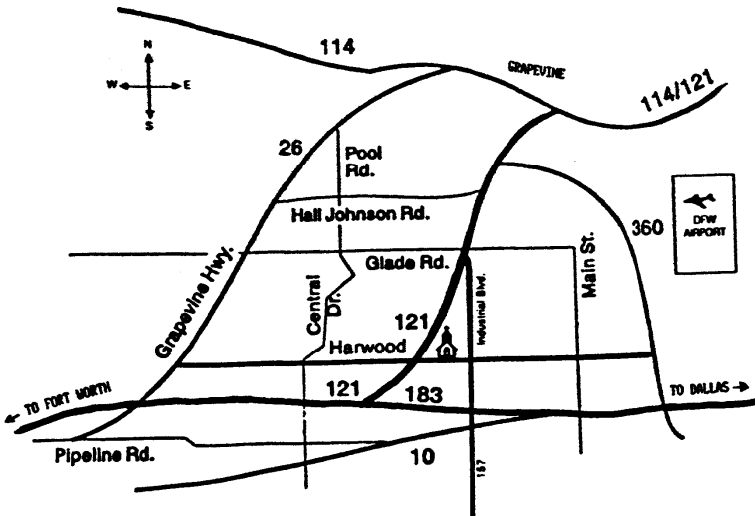 114
GRAPEVINE
N
W E
S
114/121
26
Pool
Rd.
Hall Johnson Rd.
360
DFW
AIRPORT
Main St.
Glade Rd.
Grapevine Hwy.
Central
Dr.
Industrial Blvd.
121
Harwood
121
183
TO FORT WORTH
TO DALLAS
Pipeline Rd.
10
157